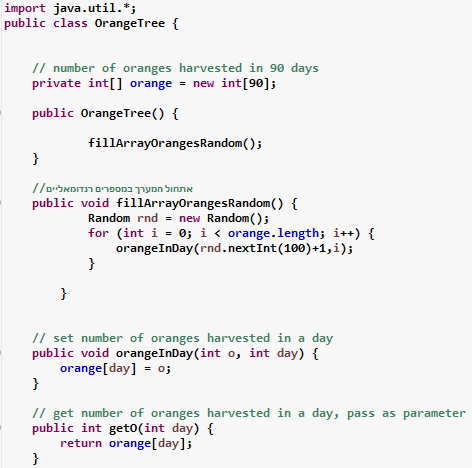 import java.util.*;
public class OrangeTree {
// number of oranges harvested in 90 days
private int[] orange = new int[90];
public OrangeTree() {
fillArrayOrangesRandom();
}
//אתחול המערך במספרים רנדומאליים
public void fillArrayOrangesRandom() {
Random rnd = new Random();
for (int i = 0; i < orange.length; i++) {
orangeInDay(rnd.nextInt(100)+1,i);
}
}
// set number of oranges harvested in a day
public void orangeInDay(int o, int day) {
orange[day] = o;
}
// get number of oranges harvested in a day, pass as parameter
public int getO(int day) {
return orange[day];
}